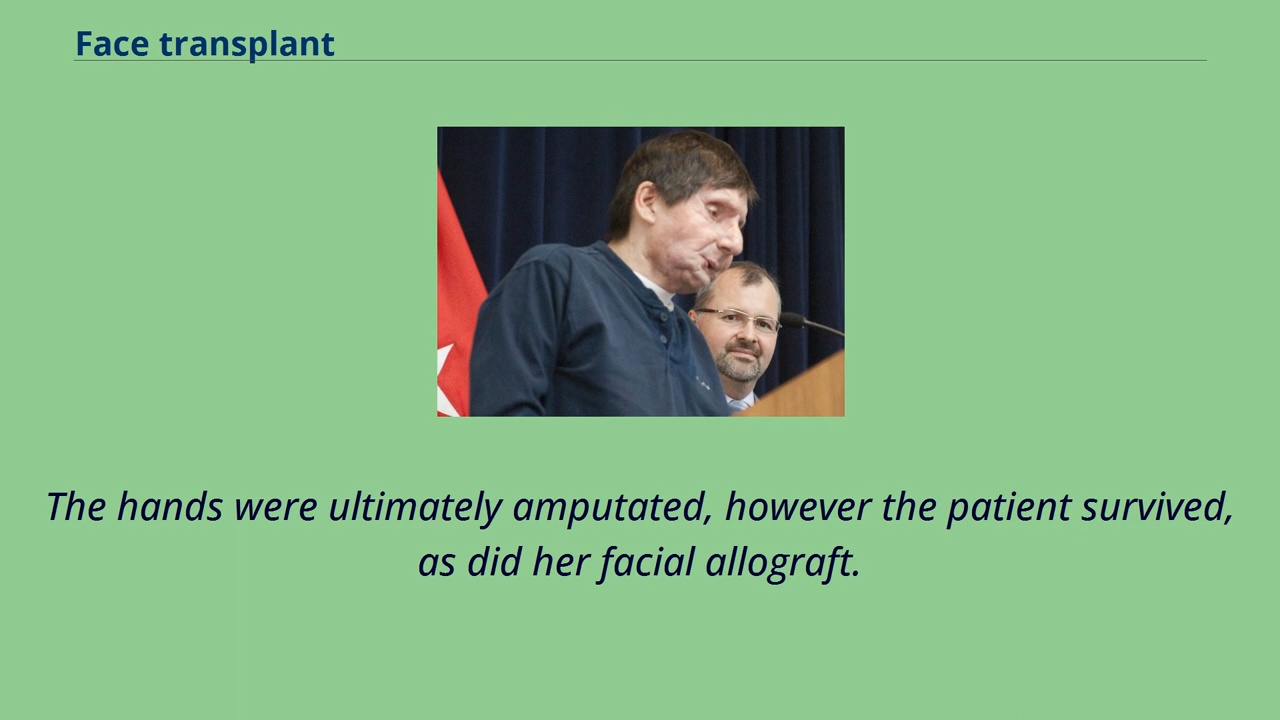 Face transplant
The hands were ultimately amputated, however the patient survived,
as did her facial allograft.